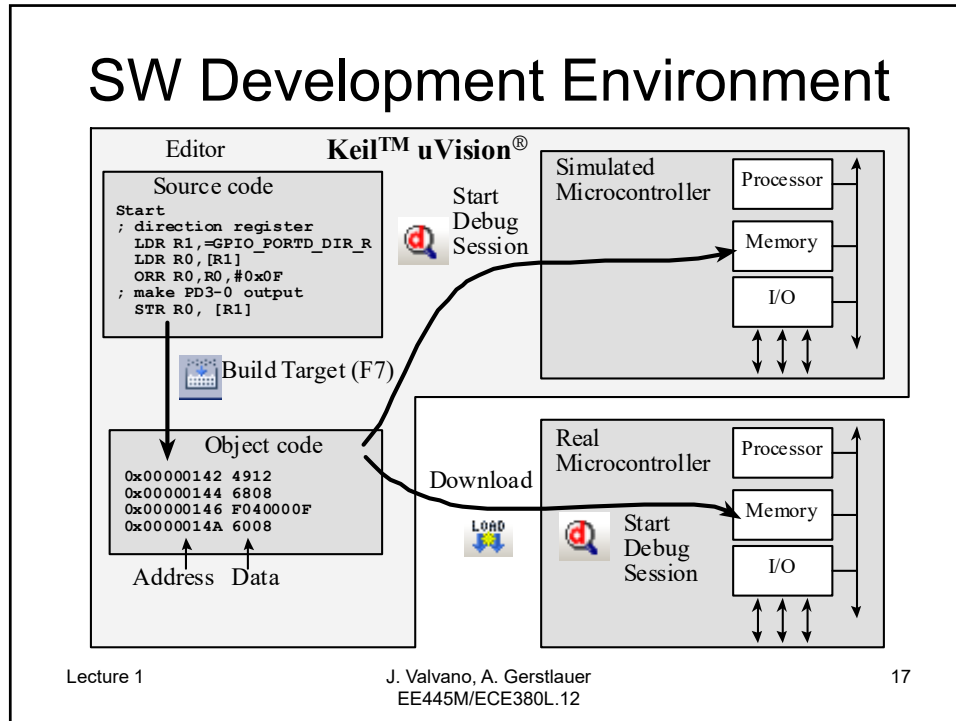 SW Development Environment
Editor
Keil™ uVision®
Source code
Start
; direction register
LDR R1,=GPIO_PORTD_DIR_R
LDR R0,[R1]
ORR R0,R0,#0x0F
; make PD3-0 output
STR R0, [R1]
Build Target (F7)
Object code
0x00000142 4912
0x00000144 6808
0x00000146 F040000F
0x0000014A 6008
Address Data
Start
Debug
Session
Simulated
Microcontroller
Processor
Memory
I/O
Download
LOAD
Start
Debug
Session
Real
Microcontroller
Processor
Memory
I/O
Lecture 1
J. Valvano, A. Gerstlauer
EE445M/ECE380L.12
17